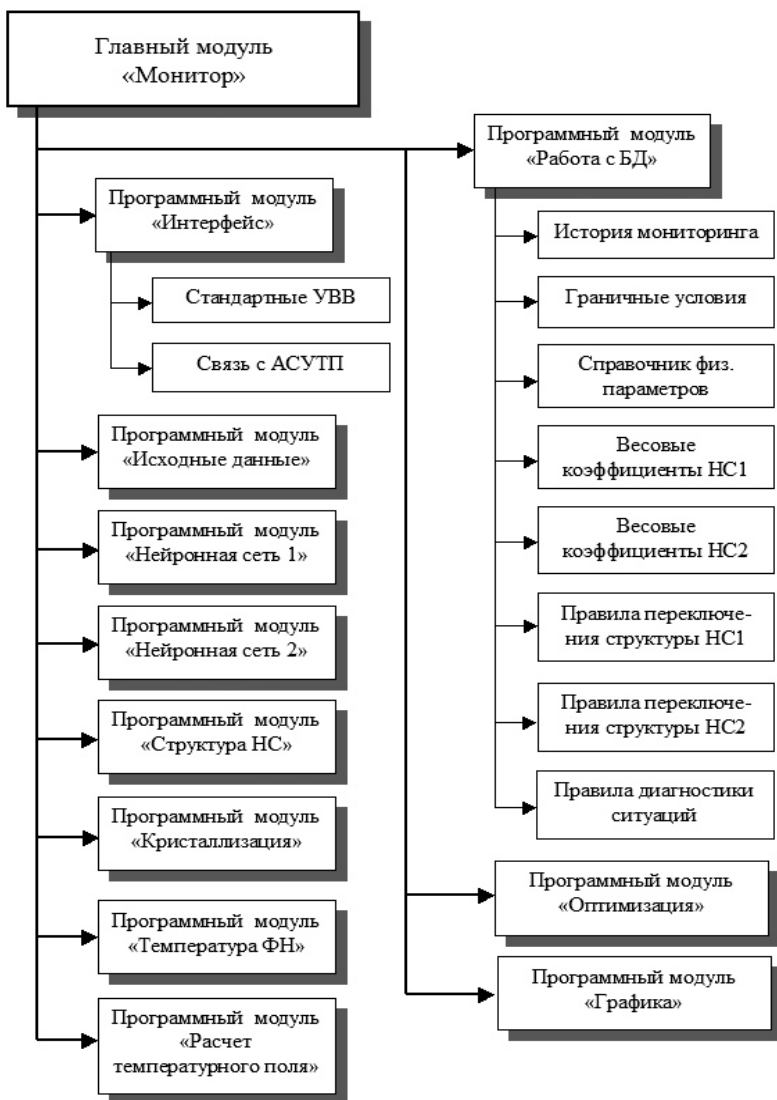 Главный модуль
«Монитор»
Программный модуль
«Интерфейс»
Стандартные УВВ
Связь с АСУТП
Программный модуль
«Исходные данные»
Программный модуль
«Нейронная сеть 1»
Программный модуль
«Нейронная сеть 2»
Программный модуль
«Структура НС»
Программный модуль
«Кристаллизация»
Программный модуль
«Температура ФН»
Программный модуль
«Расчет
температурного поля»
Программный модуль
«Работа с БД»
История мониторинга
Граничные условия
Справочник физ.
параметров
Весовые
коэффициенты НС1
Весовые
коэффициенты НС2
Правила переключе-
ния структуры НС1
Правила переключе-
ния структуры НС2
Правила диагностики
ситуаций
Программный модуль
«Оптимизация»
Программный модуль
«Графика»